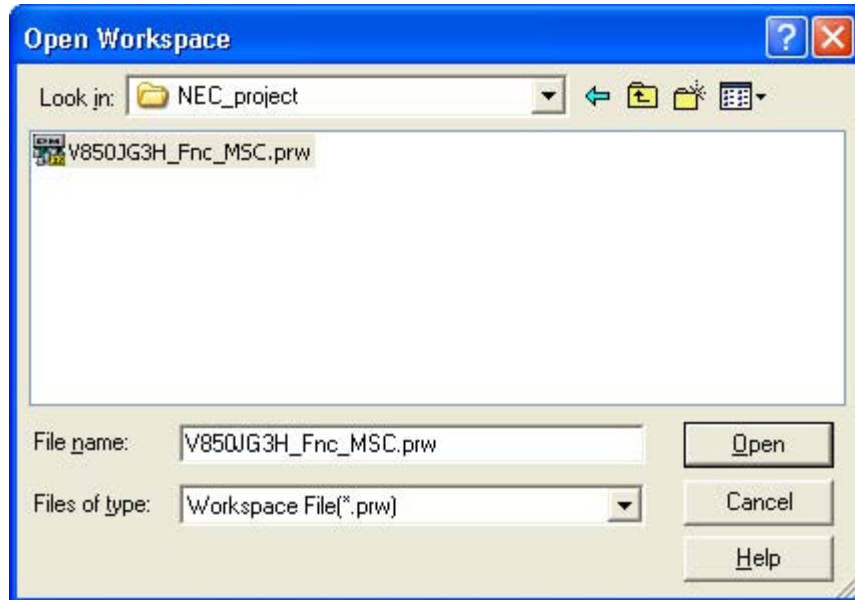 Open Workspace
Look in: NEC_project
V850JG3H_Fnc_MSC.prw
File name: V850JG3H_Fnc_MSC.prw Open
Files of type: Workspace File(*.prw) Cancel
Help